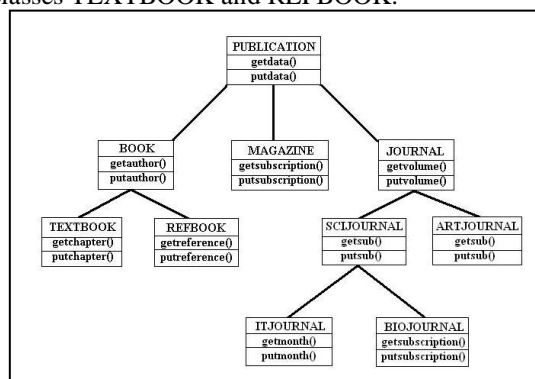 classes TEXTBOOK and REFBOOK.
PUBLICATION
getdata()
putdata()
BOOK
getauthor()
putauthor()
MAGAZINE
getsubscription()
putsubscription()
JOURNAL
getvolume()
putvolume()
TEXTBOOK
getchapter()
putchapter()
REFBOOK
getreference()
putreference()
SCIJOURNAL
getsub()
putsub()
ARTJOURNAL
getsub()
putsub()
ITJOURNAL
getmonth()
putmonth()
BIOJOURNAL
getsubscription()
putsubscription()